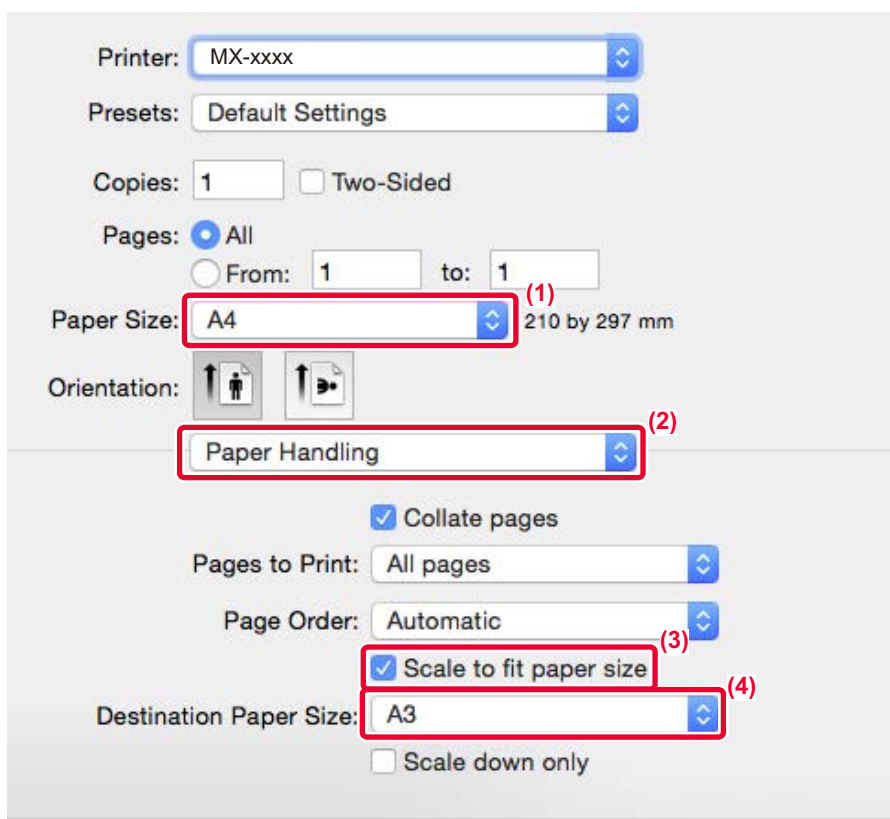 Printer: MX-xxxx
Presets: Default Settings
Copies: 1 Two-Sided
Pages: All
From: 1 to: 1
(1)
Paper Size: A4 210 by 297 mm
Orientation:
(2)
Paper Handling
Collate pages
Pages to Print: All pages
Page Order: Automatic
(3)
Scale to fit paper size
(4)
Destination Paper Size: A3
Scale down only